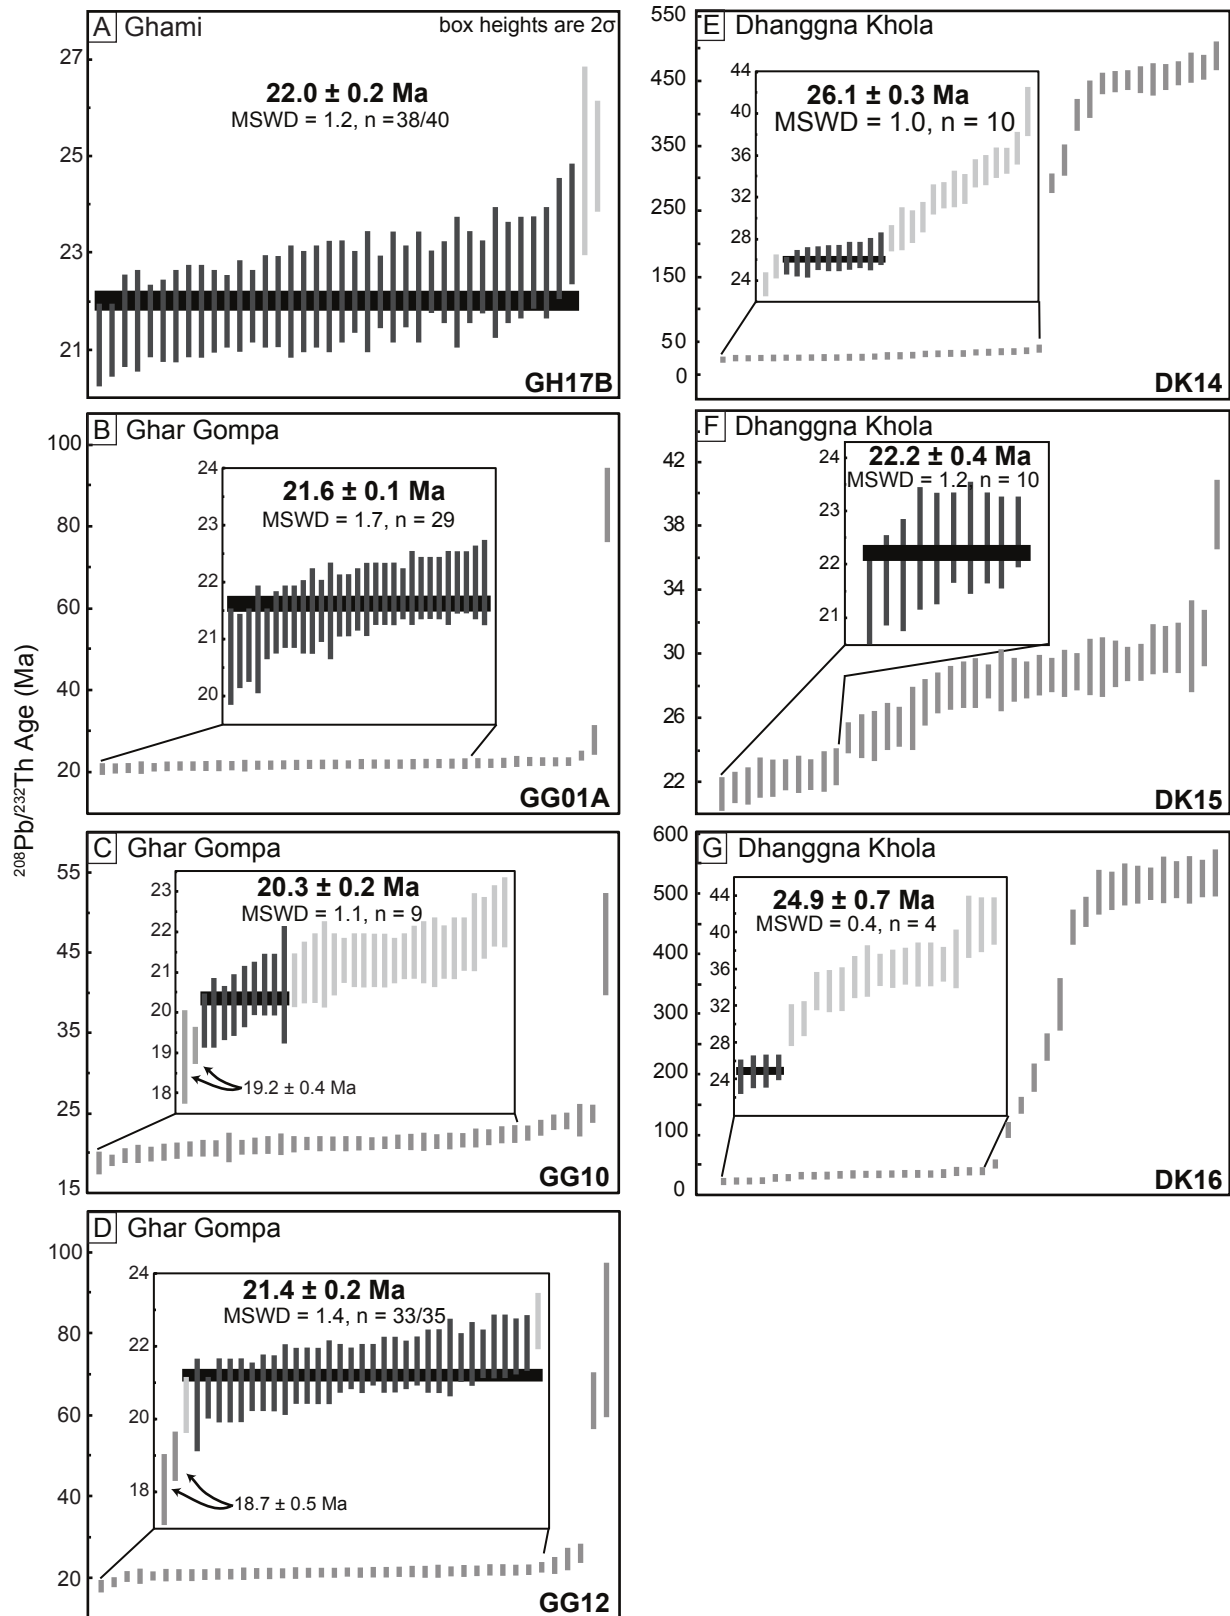 A Ghami
box heights are 2σ
27
25
23
21
22.0 ± 0.2 Ma
MSWD = 1.2, n =38/40
GH17B
B Ghar Gompa
100
80
60
40
20
24
23
22
21
20
21.6 ± 0.1 Ma
MSWD = 1.7, n = 29
GG01A
²⁰⁸Pb/²³²Th Age (Ma)
C Ghar Gompa
55
45
35
25
15
23
22
21
20
19
18
20.3 ± 0.2 Ma
MSWD = 1.1, n = 9
19.2 ± 0.4 Ma
GG10
D Ghar Gompa
100
80
60
40
20
24
22
20
18
21.4 ± 0.2 Ma
MSWD = 1.4, n = 33/35
18.7 ± 0.5 Ma
GG12
E Dhanggna Khola
550
450
350
250
150
50
0
44
40
36
32
28
24
26.1 ± 0.3 Ma
MSWD = 1.0, n = 10
DK14
F Dhanggna Khola
42
38
34
30
26
22
24
23
22
21
22.2 ± 0.4 Ma
MSWD = 1.2, n = 10
DK15
G Dhanggna Khola
600
500
400
300
200
100
0
44
40
36
32
28
24
24.9 ± 0.7 Ma
MSWD = 0.4, n = 4
DK16